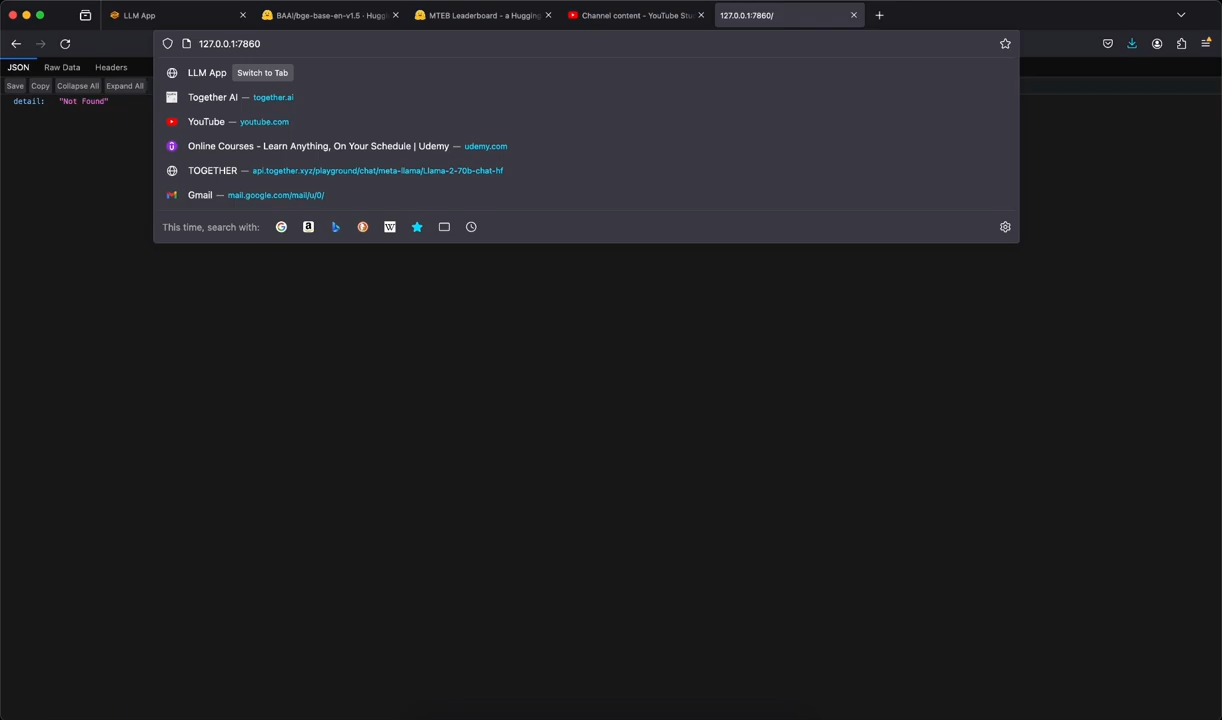 LLM App
BAAI/bge-base-en-v1.5 · Huggi
MTEB Leaderboard - a Hugging
Channel content - YouTube Stu
127.0.0.1:7860/
127.0.0.1:7860
JSON
Raw Data
Headers
LLM App Switch to Tab
Save Copy Collapse All Expand All
Together AI — together.ai
detail: "Not Found"
YouTube — youtube.com
Online Courses - Learn Anything, On Your Schedule | Udemy — udemy.com
TOGETHER — api.together.xyz/playground/chat/meta-llama/Llama-2-70b-chat-hf
Gmail — mail.google.com/mail/u/0/
This time, search with: